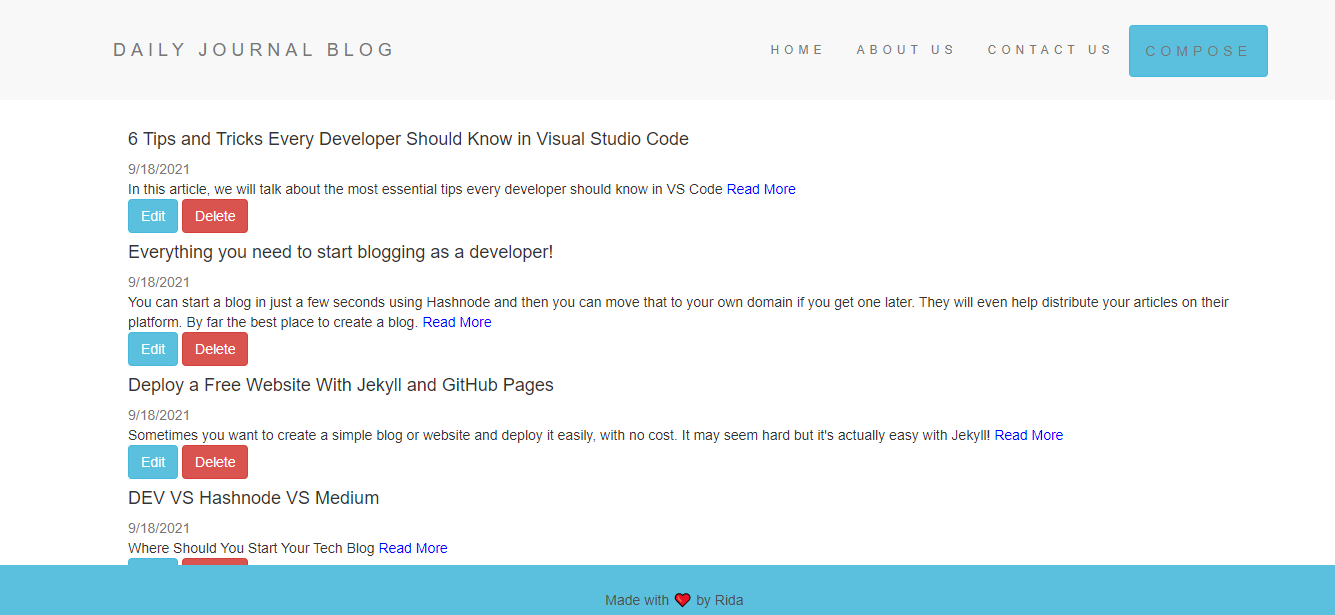 DAILY JOURNAL BLOG HOME ABOUT US CONTACT US COMPOSE
6 Tips and Tricks Every Developer Should Know in Visual Studio Code
9/18/2021
In this article, we will talk about the most essential tips every developer should know in VS Code Read More
Edit Delete
Everything you need to start blogging as a developer!
9/18/2021
You can start a blog in just a few seconds using Hashnode and then you can move that to your own domain if you get one later. They will even help distribute your articles on their
platform. By far the best place to create a blog. Read More
Edit Delete
Deploy a Free Website With Jekyll and GitHub Pages
9/18/2021
Sometimes you want to create a simple blog or website and deploy it easily, with no cost. It may seem hard but it's actually easy with Jekyll! Read More
Edit Delete
DEV VS Hashnode VS Medium
9/18/2021
Where Should You Start Your Tech Blog Read More
Made with ❤️ by Rida